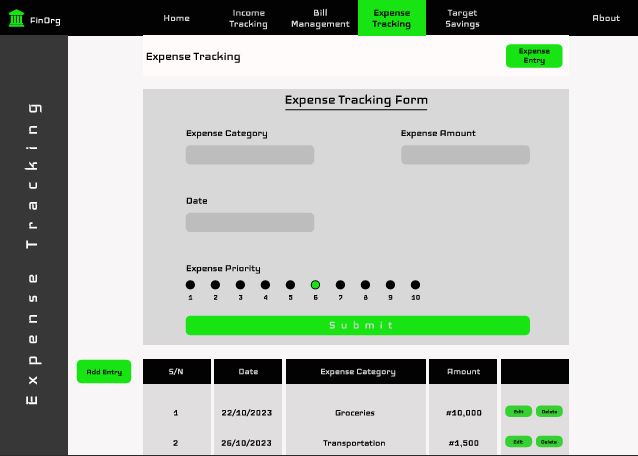 FinOrg
Home
Income
Tracking
Bill
Management
Expense
Tracking
Target
Savings
About
Expense Tracking
Expense Tracking
Expense
Entry
Expense Tracking Form
Expense Category
Expense Amount
Date
Expense Priority
1 2 3 4 5 6 7 8 9 10
Submit
Add Entry
S/N Date Expense Category Amount
1 22/10/2023 Groceries #10,000 Edit Delete
2 26/10/2023 Transportation #1,500 Edit Delete